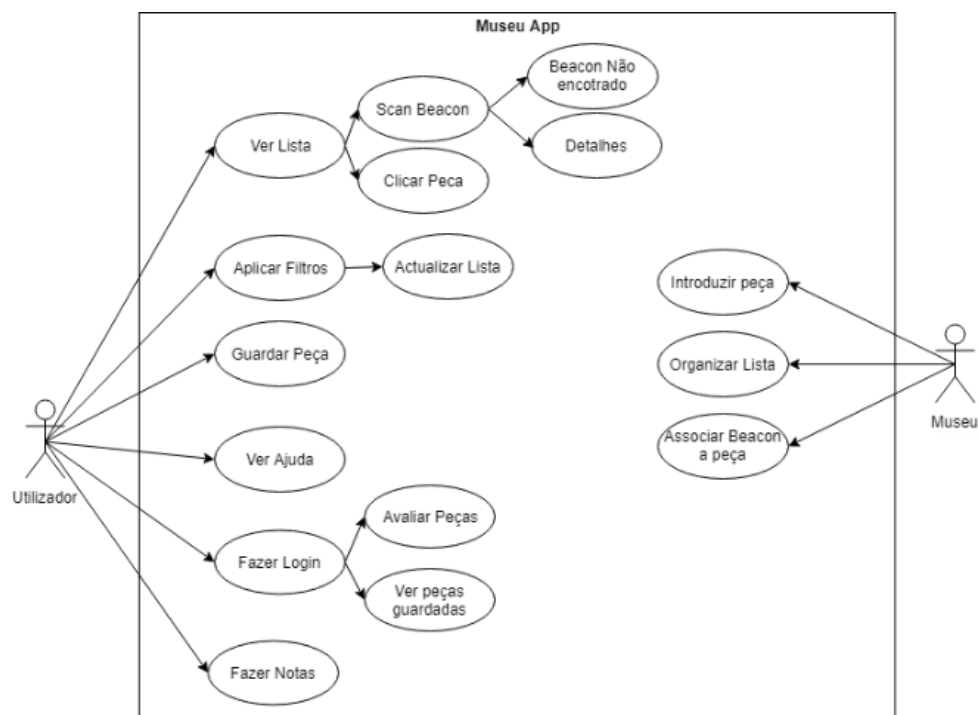 Museu App
Beacon Não
encotrado
Scan Beacon
Ver Lista
Detalhes
Clicar Peca
Aplicar Filtros
Actualizar Lista
Introduzir peça
Guardar Peça
Organizar Lista
Museu
Associar Beacon
a peça
Ver Ajuda
Utilizador
Avaliar Peças
Fazer Login
Ver peças
guardadas
Fazer Notas